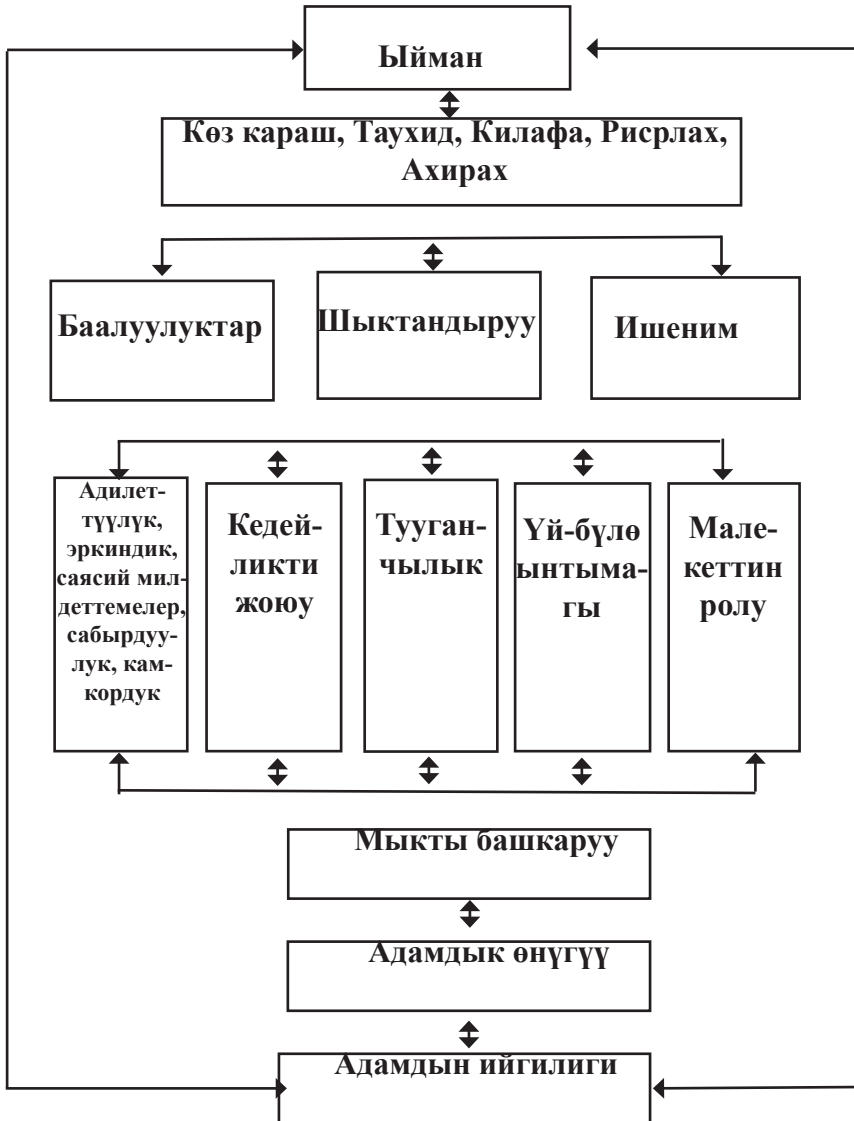 Ыйман
Көз караш, Таухид, Килафа, Рисрлах,
Ахирах
Баалуулуктар
Шыктандыруу
Ишеним
Адилет-
түүлүк,
эркиндик,
саясий мил-
деттемелер,
сабырдуу-
лук, кам-
кордук
Кедей-
ликти
жоюу
Тууган-
чылык
Үй-бүлө
ынтыма-
гы
Мале-
кеттин
ролу
Мыкты башкаруу
Адамдык өнүгүү
Адамдын ийгилиги